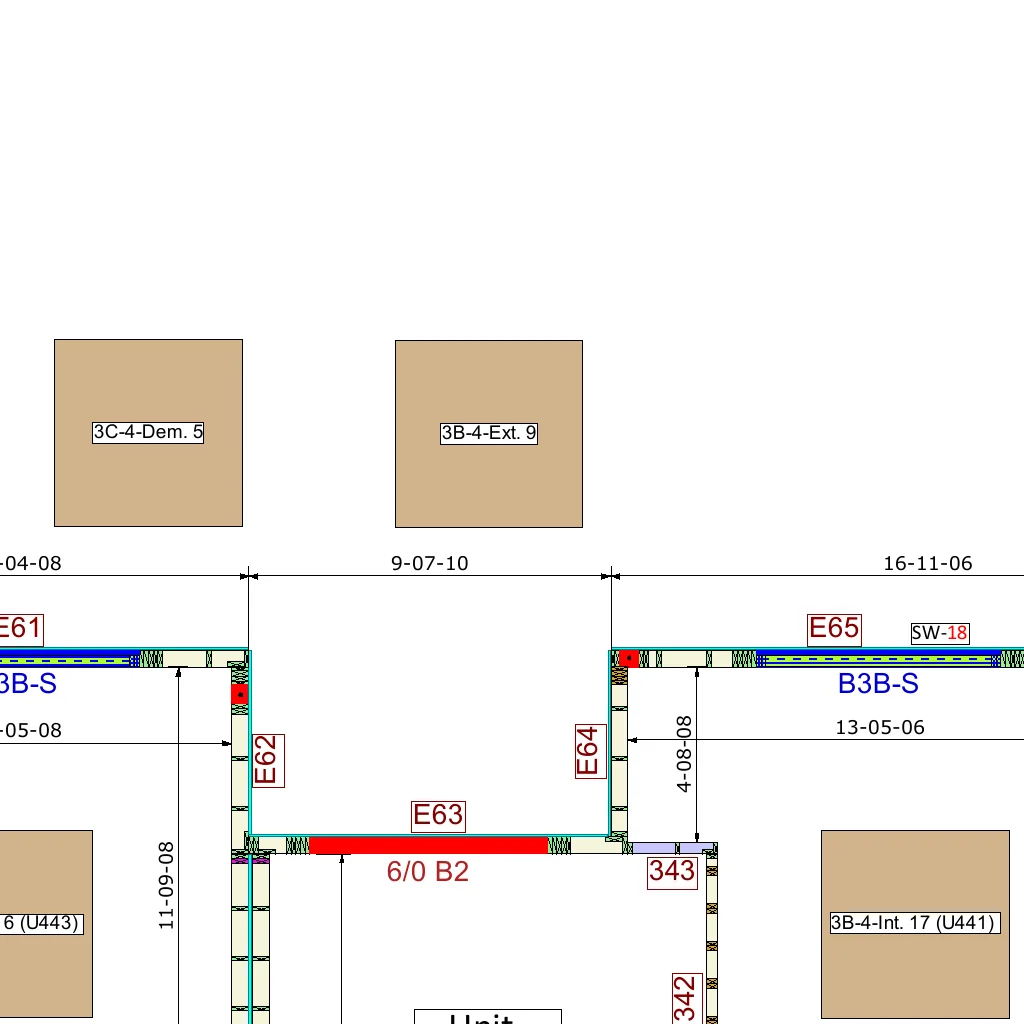 3C-4-Dem. 5
3B-4-Ext. 9
-04-08
9-07-10
16-11-06
E61
E65
SW-18
3B-S
B3B-S
-05-08
13-05-06
E62
E64
4-08-08
E63
6/0 B2
343
11-09-08
6 (U443)
3B-4-Int. 17 (U441)
342
Unit